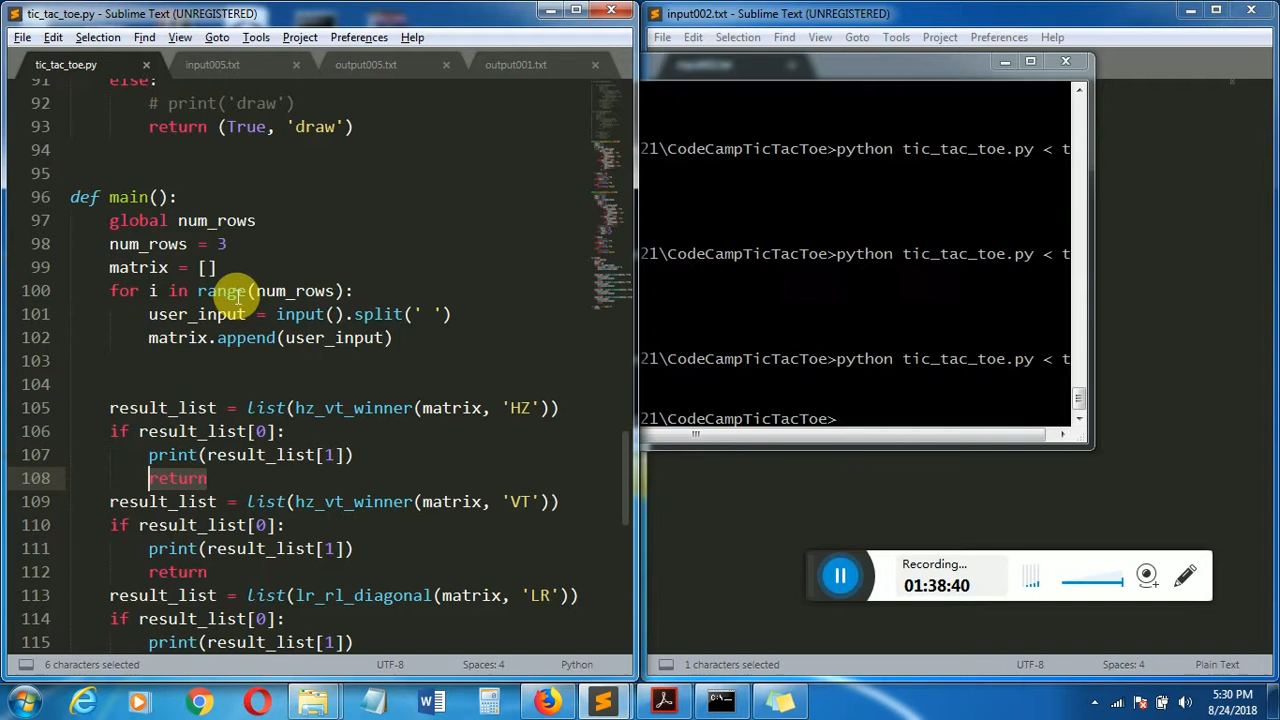 tic_tac_toe.py - Sublime Text (UNREGISTERED)
File Edit Selection Find View Goto Tools Project Preferences Help
tic_tac_toe.py input005.txt output005.txt output001.txt
91 else:
92 # print('draw')
93 return (True, 'draw')
94
95
96 def main():
97 global num_rows
98 num_rows = 3
99 matrix = []
100 for i in range(num_rows):
101 user_input = input().split(' ')
102 matrix.append(user_input)
103
104
105 result_list = list(hz_vt_winner(matrix, 'HZ'))
106 if result_list[0]:
107 print(result_list[1])
108 return
109 result_list = list(hz_vt_winner(matrix, 'VT'))
110 if result_list[0]:
111 print(result_list[1])
112 return
113 result_list = list(lr_rl_diagonal(matrix, 'LR'))
114 if result_list[0]:
115 print(result_list[1])
6 characters selected UTF-8 Spaces: 4 Python
input002.txt - Sublime Text (UNREGISTERED)
File Edit Selection Find View Goto Tools Project Preferences Help
21\CodeCampTicTacToe>python tic_tac_toe.py < t
21\CodeCampTicTacToe>python tic_tac_toe.py < t
21\CodeCampTicTacToe>python tic_tac_toe.py < t
21\CodeCampTicTacToe>
Recording...
01:38:40
1 characters selected UTF-8 Spaces: 4 Plain Text
5:30 PM
8/24/2018